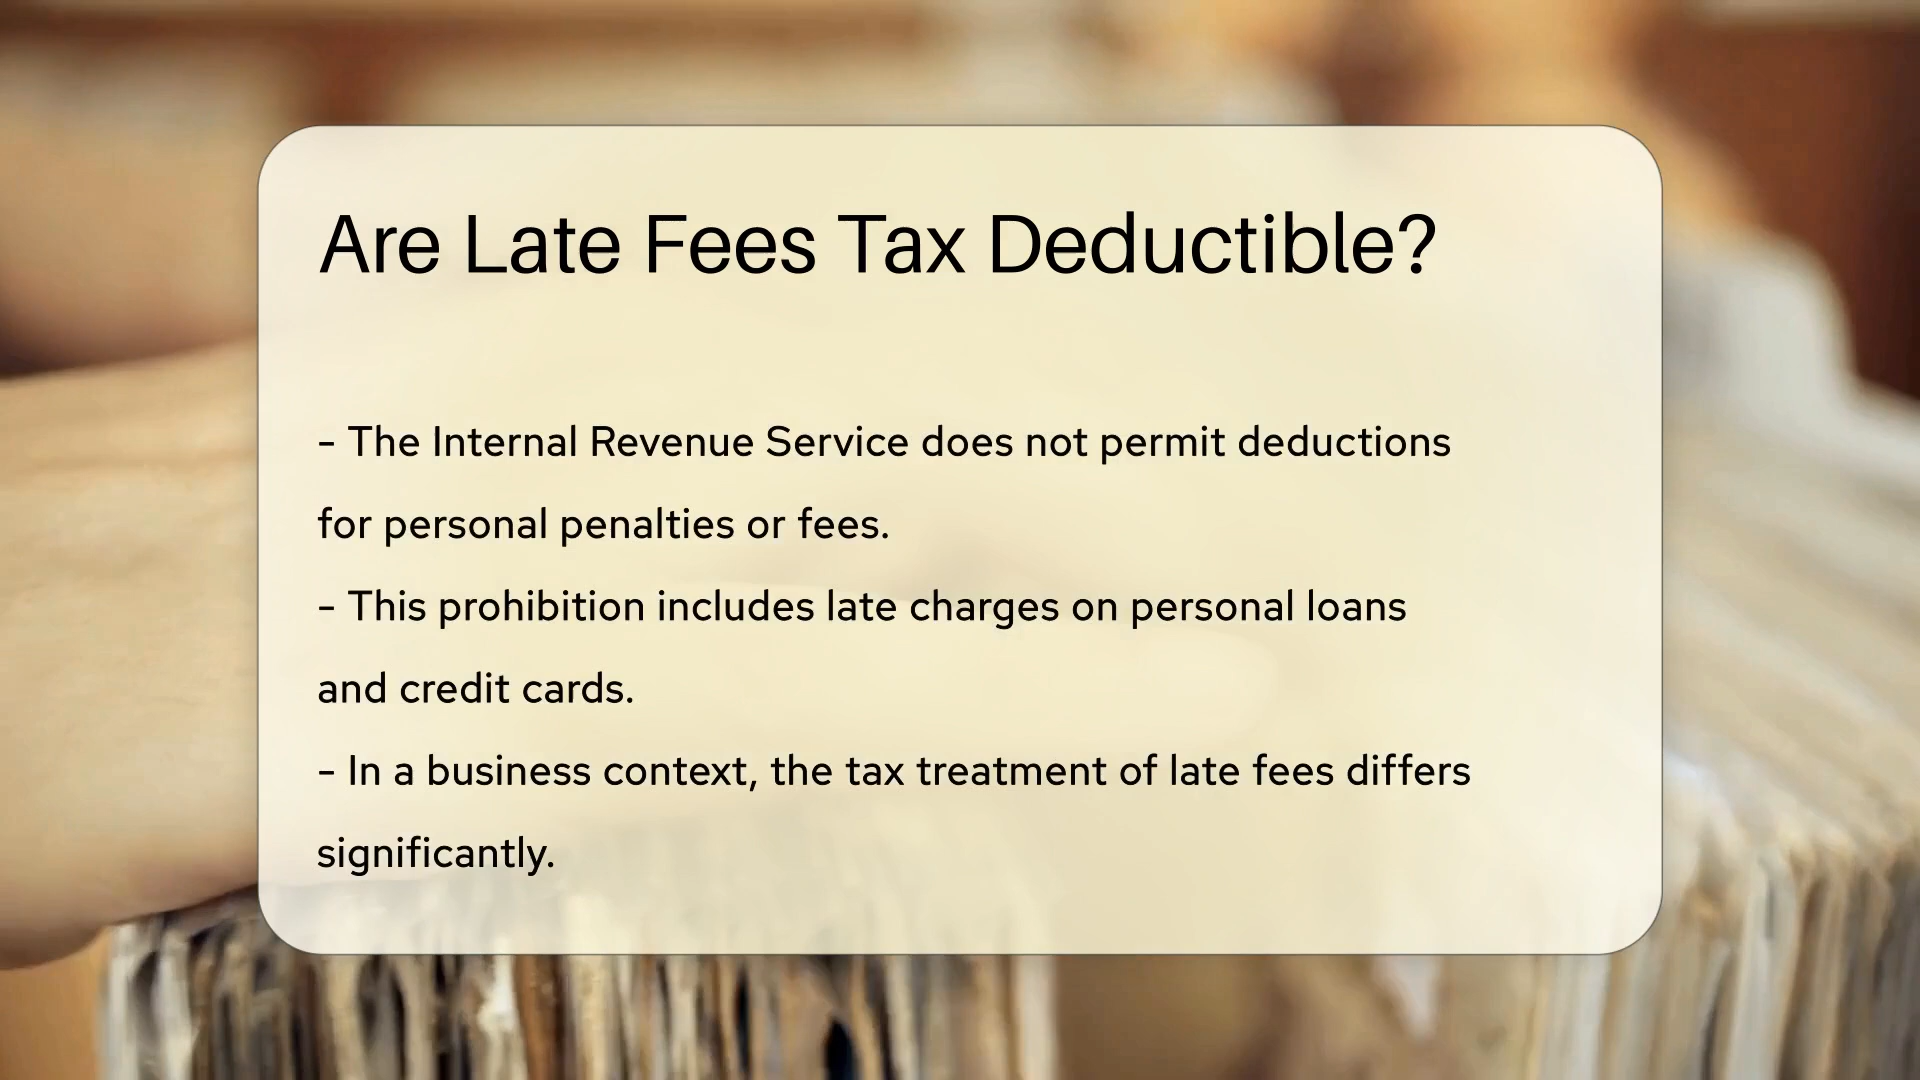 Are Late Fees Tax Deductible?
- The Internal Revenue Service does not permit deductions
for personal penalties or fees.
- This prohibition includes late charges on personal loans
and credit cards.
- In a business context, the tax treatment of late fees differs
significantly.